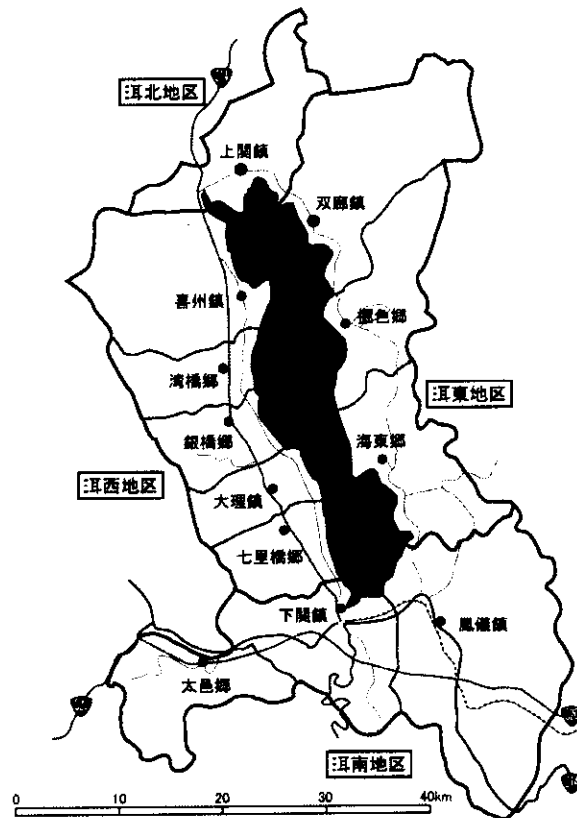 洱北地区
上関鎮
双廊鎮
喜州鎮
挖色郷
湾橋郷
洱東地区
銀橋郷
海東郷
洱西地区
大理鎮
七里橋郷
下関鎮
鳳儀鎮
太邑郷
洱南地区
0 10 20 30 40km